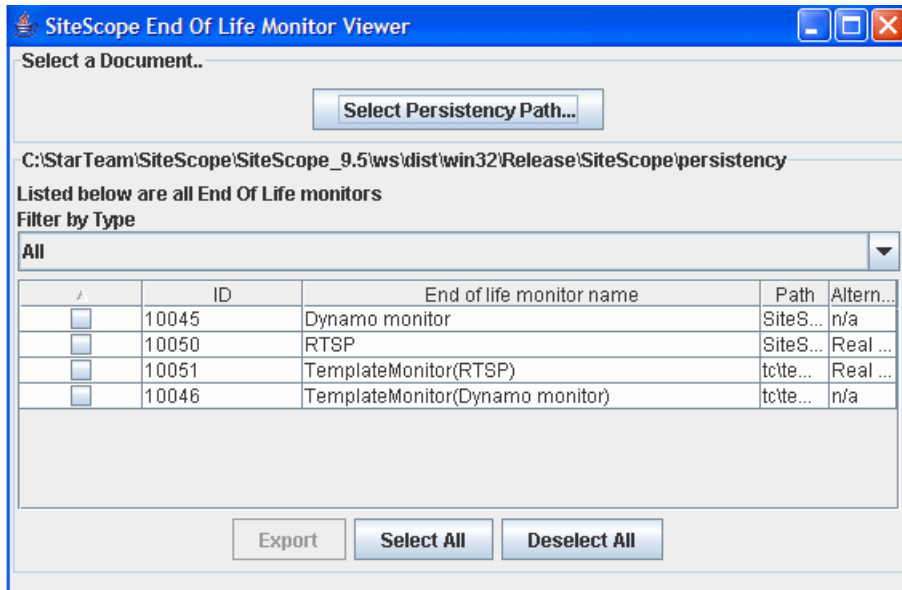 SiteScope End Of Life Monitor Viewer
Select a Document..
Select Persistency Path...
C:\StarTeam\SiteScope\SiteScope_9.5\ws\dist\win32\Release\SiteScope\persistency
Listed below are all End Of Life monitors
Filter by Type
All
ID End of life monitor name Path Altern...
10045 Dynamo monitor SiteS... n/a
10050 RTSP SiteS... Real ...
10051 TemplateMonitor(RTSP) tc\te... Real ...
10046 TemplateMonitor(Dynamo monitor) tc\te... n/a
Export Select All Deselect All